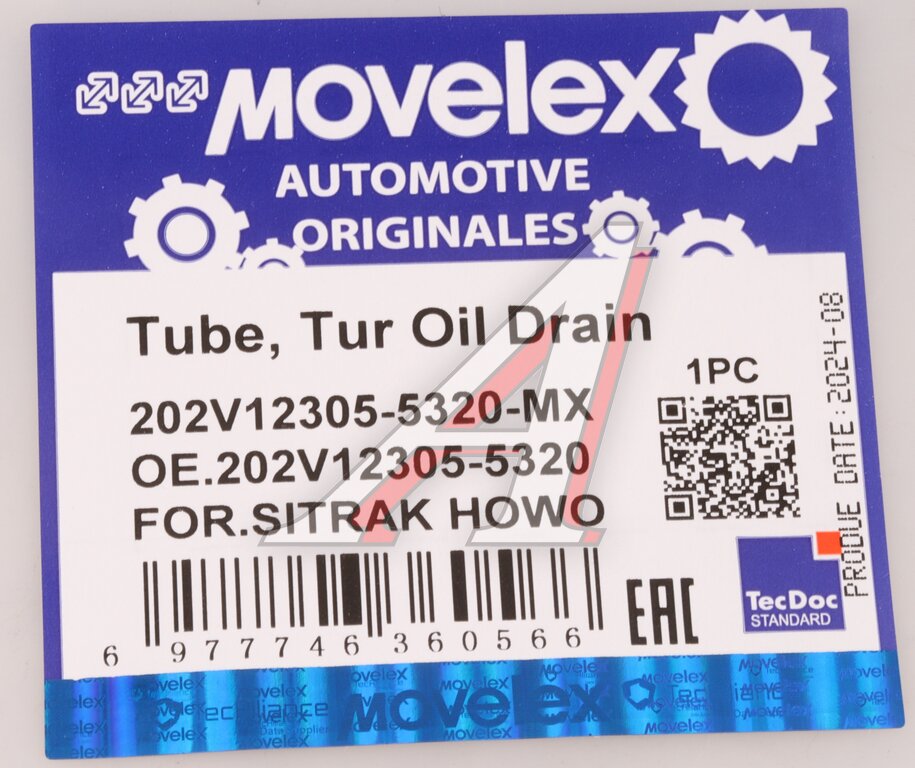 MOVelex
AUTOMOTIVE
ORIGINALES
Tube, Tur Oil Drain
1PC
202V12305-5320-MX
OE.202V12305-5320
FOR.SITRAK HOWO
PRODUE DATE:2024-08
TecDoc
STANDARD
EAC
6 977746 360566
MOVelex